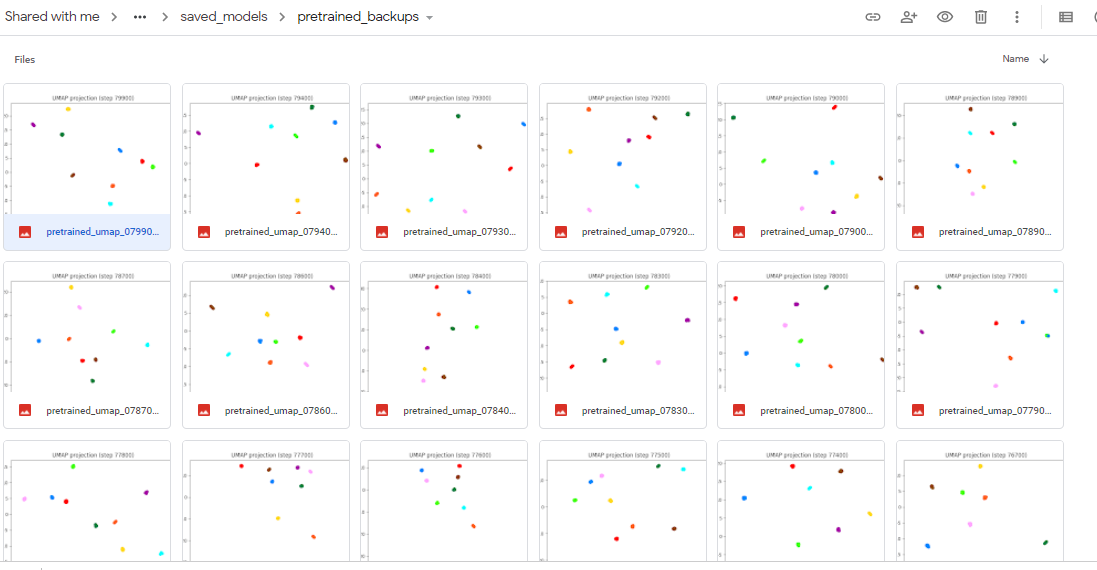 Shared with me > ••• > saved_models > pretrained_backups
Files
Name
UMAP projection (step 79900)
UMAP projection (step 79400)
UMAP projection (step 79300)
UMAP projection (step 79200)
UMAP projection (step 79000)
UMAP projection (step 78900)
pretrained_umap_07990...
pretrained_umap_07940...
pretrained_umap_07930...
pretrained_umap_07920...
pretrained_umap_07900...
pretrained_umap_07890...
UMAP projection (step 78700)
UMAP projection (step 78600)
UMAP projection (step 78400)
UMAP projection (step 78300)
UMAP projection (step 78000)
UMAP projection (step 77900)
pretrained_umap_07870...
pretrained_umap_07860...
pretrained_umap_07840...
pretrained_umap_07830...
pretrained_umap_07800...
pretrained_umap_07790...
UMAP projection (step 77800)
UMAP projection (step 77700)
UMAP projection (step 77600)
UMAP projection (step 77500)
UMAP projection (step 77400)
UMAP projection (step 76700)